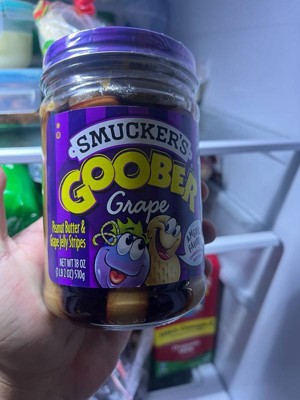 SMUCKER'S
GOOBER
Grape
Peanut Butter &
Grape Jelly Stripes
NET WT 18 OZ
(1 LB 2 OZ) 510g